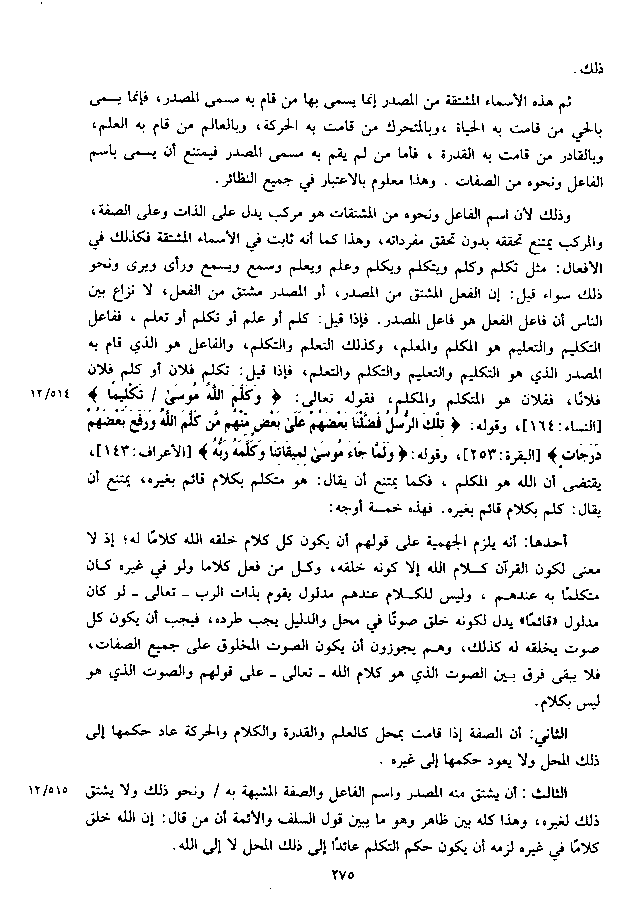 ذلك .
ثم هذه الأسماء المشتقة من المصدر إنما يسمى بها من قام به مسمى المصدر، فإنما يسمى
بالحي من قامت به الحياة ،وبالمتحرك من قامت به الحركة، وبالعالم من قام به العلم،
وبالقادر من قامت به القدرة ، فأما من لم يقم به مسمى المصدر فيمتنع أن يسمى باسم
الفاعل ونحوه من الصفات . وهذا معلوم بالاعتبار في جميع النظائر.
وذلك لأن اسم الفاعل ونحوه من المشتقات هو مركب يدل على الذات وعلى الصفة،
والمركب يمتنع تحققه بدون تحقق مفرداته، وهذا كما أنه ثابت في الأسماء المشتقة فكذلك في
الأفعال: مثل تكلم وكلم ويتكلم ويكلم وعلم ويعلم وسمع ويسمع ورأى ويرى ونحو
ذلك سواء قيل: إن الفعل المشتق من المصدر، أو المصدر مشتق من الفعل، لا نزاع بين
الناس أن فاعل الفعل هو فاعل المصدر. فإذا قيل: كلم أو علم أو تكلم أو تعلم ، ففاعل
التكليم والتعليم هو المكلم والمعلم، وكذلك التعلم والتكلم، والفاعل هو الذي قام به
المصدر الذي هو التكليم والتعليم والتكلم والتعلم، فإذا قيل: تكلم فلان أو كلم فلان
فلانًا، ففلان هو المتكلم والمكلم، فقوله تعالى: ﴿ وَكَلَّمَ اللَّهُ مُوسَىٰ / تَكْلِيمًا ﴾ ١٢/٥١٤
[النساء:١٦٤]، وقوله: ﴿ تِلْكَ الرُّسُلُ فَضَّلْنَا بَعْضَهُمْ عَلَىٰ بَعْضٍ مِّنْهُم مَّن كَلَّمَ اللَّهُ وَرَفَعَ بَعْضَهُمْ
دَرَجَاتٍ﴾ [البقرة:٢٥٣]، وقوله: ﴿ وَلَمَّا جَاءَ مُوسَىٰ لِمِيقَاتِنَا وَكَلَّمَهُ رَبُّهُ ﴾ [الأعراف:١٤٣]،
يقتضى أن الله هو المكلم ، فكما يمتنع أن يقال: هو متكلم بكلام قائم بغيره، يمتنع أن
يقال: كلم بكلام قائم بغيره. فهذه خمسة أوجه:
أحدها: أنه يلزم الجهمية على قولهم أن يكون كل كلام خلقه الله كلامًا له؛ إذ لا
معنى لكون القرآن كلام الله إلا كونه خلقه، وكل من فعل كلاما ولو في غيره كان
متكلمًا به عندهم ، وليس للكلام عندهم مدلول يقوم بذات الرب ـ تعالى ـ لو كان
مدلول «قائمًا» يدل لكونه خلق صوتًا في محل والدليل يجب طرده، فيجب أن يكون كل
صوت يخلقه له كذلك، وهم يجوزون أن يكون الصوت المخلوق على جميع الصفات،
فلا يبقى فرق بين الصوت الذي هو كلام الله ـ تعالى ـ على قولهم والصوت الذي هو
ليس بكلام.
الثاني: أن الصفة إذا قامت بمحل كالعلم والقدرة والكلام والحركة عاد حكمها إلى
ذلك المحل ولا يعود حكمها إلى غيره .
الثالث : أن يشتق منه المصدر واسم الفاعل والصفة المشبهة به / ونحو ذلك ولا يشتق ١٢/٥١٥
ذلك لغيره، وهذا كله بين ظاهر وهو ما يبين قول السلف والأئمة أن من قال: إن الله خلق
كلامًا في غيره لزمه أن يكون حكم التكلم عائدًا إلى ذلك المحل لا إلى الله.
٢٧٥